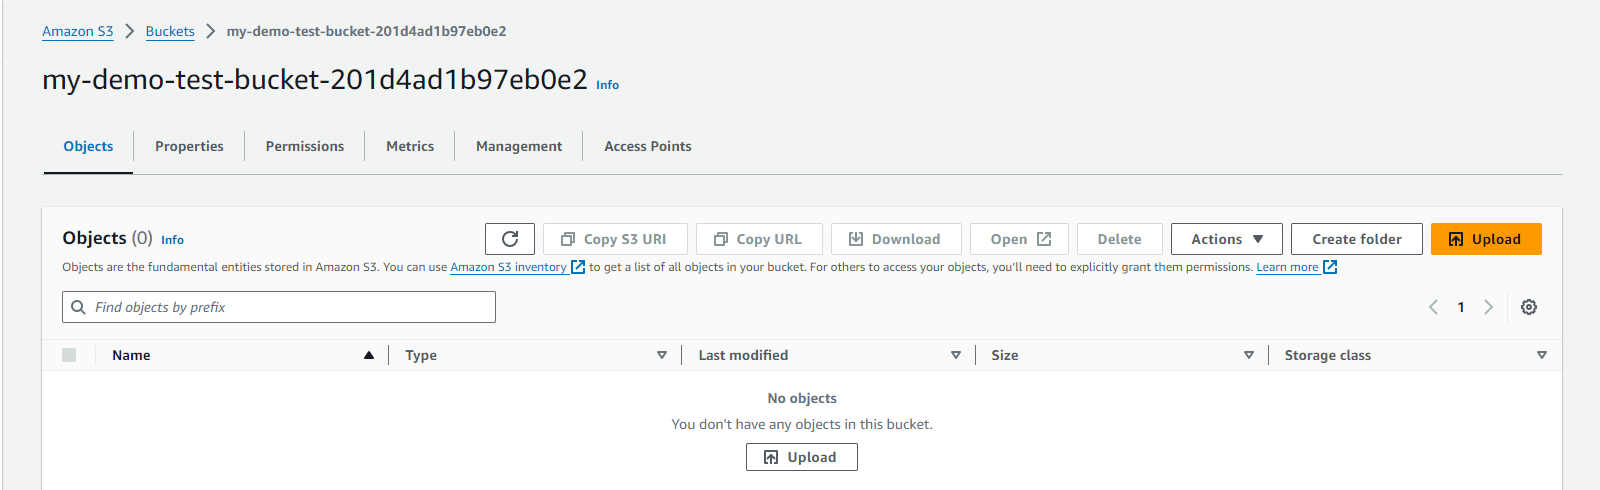 Amazon S3 > Buckets > my-demo-test-bucket-201d4ad1b97eb0e2
my-demo-test-bucket-201d4ad1b97eb0e2 Info
Objects Properties Permissions Metrics Management Access Points
Objects (0) Info Copy S3 URI Copy URL Download Open Delete Actions Create folder Upload
Objects are the fundamental entities stored in Amazon S3. You can use Amazon S3 inventory to get a list of all objects in your bucket. For others to access your objects, you'll need to explicitly grant them permissions. Learn more
Find objects by prefix 1
Name Type Last modified Size Storage class
No objects
You don't have any objects in this bucket.
Upload